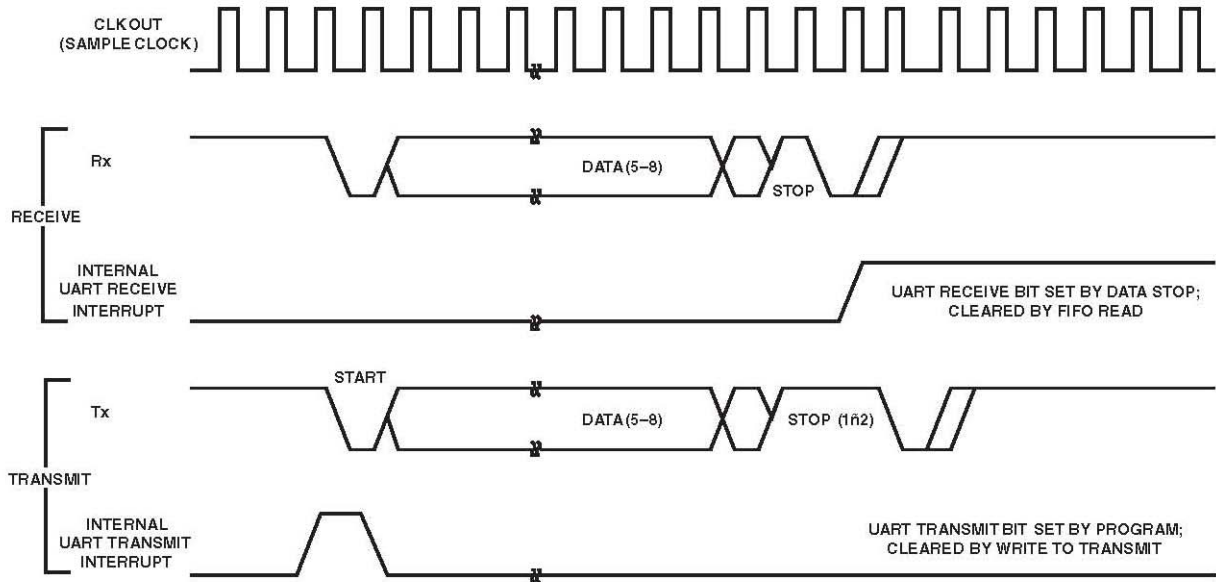 CLKOUT
(SAMPLE CLOCK)
Rx
DATA (5–8)
STOP
RECEIVE
INTERNAL
UART RECEIVE
INTERRUPT
UART RECEIVE BIT SET BY DATA STOP;
CLEARED BY FIFO READ
START
Tx
DATA (5–8)
STOP (1ñ2)
TRANSMIT
INTERNAL
UART TRANSMIT
INTERRUPT
UART TRANSMIT BIT SET BY PROGRAM;
CLEARED BY WRITE TO TRANSMIT